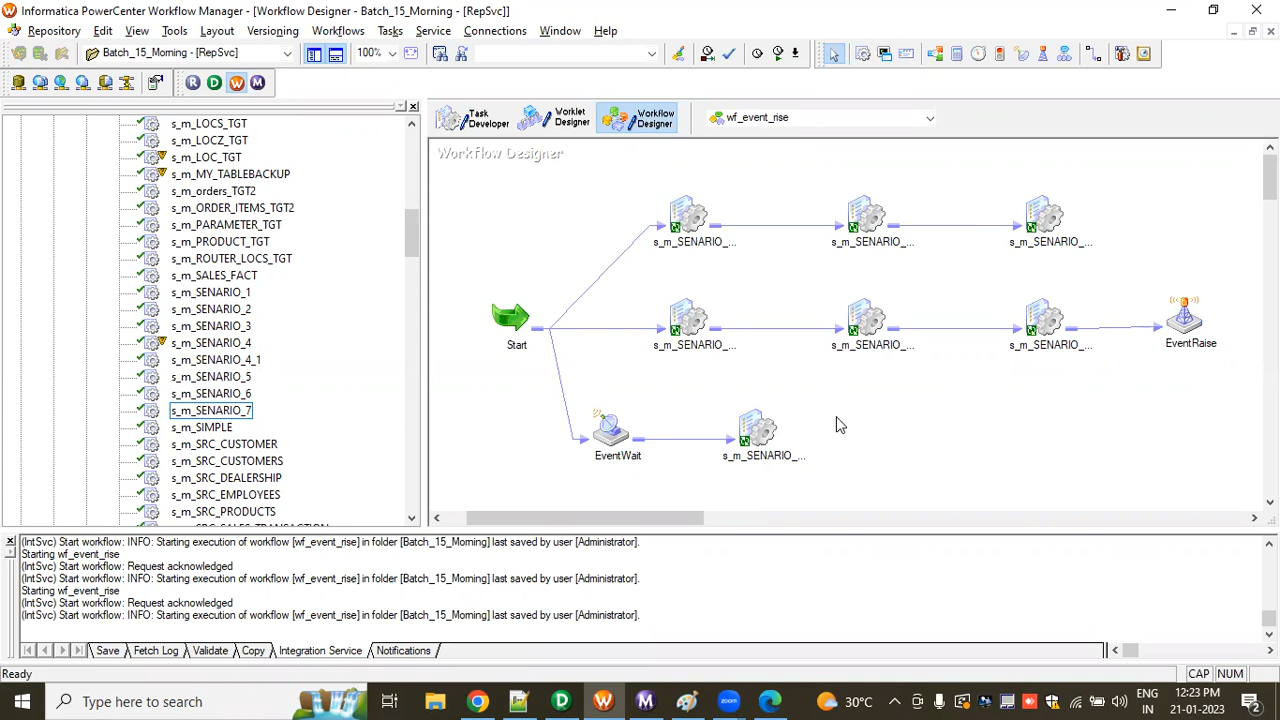 Informatica PowerCenter Workflow Manager - [Workflow Designer - Batch_15_Morning - [RepSvc]]
Repository Edit View Tools Layout Versioning Workflows Tasks Service Connections Window Help
Batch_15_Morning - [RepSvc] 100%
R D W M
Task Developer
Worklet Designer
Workflow Designer
wf_event_rise
s_m_LOCS_TGT
s_m_LOCZ_TGT
s_m_LOC_TGT
s_m_MY_TABLEBACKUP
s_m_orders_TGT2
s_m_ORDER_ITEMS_TGT2
s_m_PARAMETER_TGT
s_m_PRODUCT_TGT
s_m_ROUTER_LOCS_TGT
s_m_SALES_FACT
s_m_SENARIO_1
s_m_SENARIO_2
s_m_SENARIO_3
s_m_SENARIO_4
s_m_SENARIO_4_1
s_m_SENARIO_5
s_m_SENARIO_6
s_m_SENARIO_7
s_m_SIMPLE
s_m_SRC_CUSTOMER
s_m_SRC_CUSTOMERS
s_m_SRC_DEALERSHIP
s_m_SRC_EMPLOYEES
s_m_SRC_PRODUCTS
s_m_SRC_SALES_TRANSACTION
Workflow Designer
s_m_SENARIO_... s_m_SENARIO_... s_m_SENARIO_...
Start s_m_SENARIO_... s_m_SENARIO_... s_m_SENARIO_... EventRaise
EventWait s_m_SENARIO_...
(IntSvc) Start workflow: INFO: Starting execution of workflow [wf_event_rise] in folder [Batch_15_Morning] last saved by user [Administrator].
Starting wf_event_rise
(IntSvc) Start workflow: Request acknowledged
(IntSvc) Start workflow: INFO: Starting execution of workflow [wf_event_rise] in folder [Batch_15_Morning] last saved by user [Administrator].
Starting wf_event_rise
(IntSvc) Start workflow: Request acknowledged
(IntSvc) Start workflow: INFO: Starting execution of workflow [wf_event_rise] in folder [Batch_15_Morning] last saved by user [Administrator].
Save Fetch Log Validate Copy Integration Service Notifications
Ready CAP NUM
Type here to search D W M zoom 30°C ENG IN 12:23 PM 21-01-2023 2